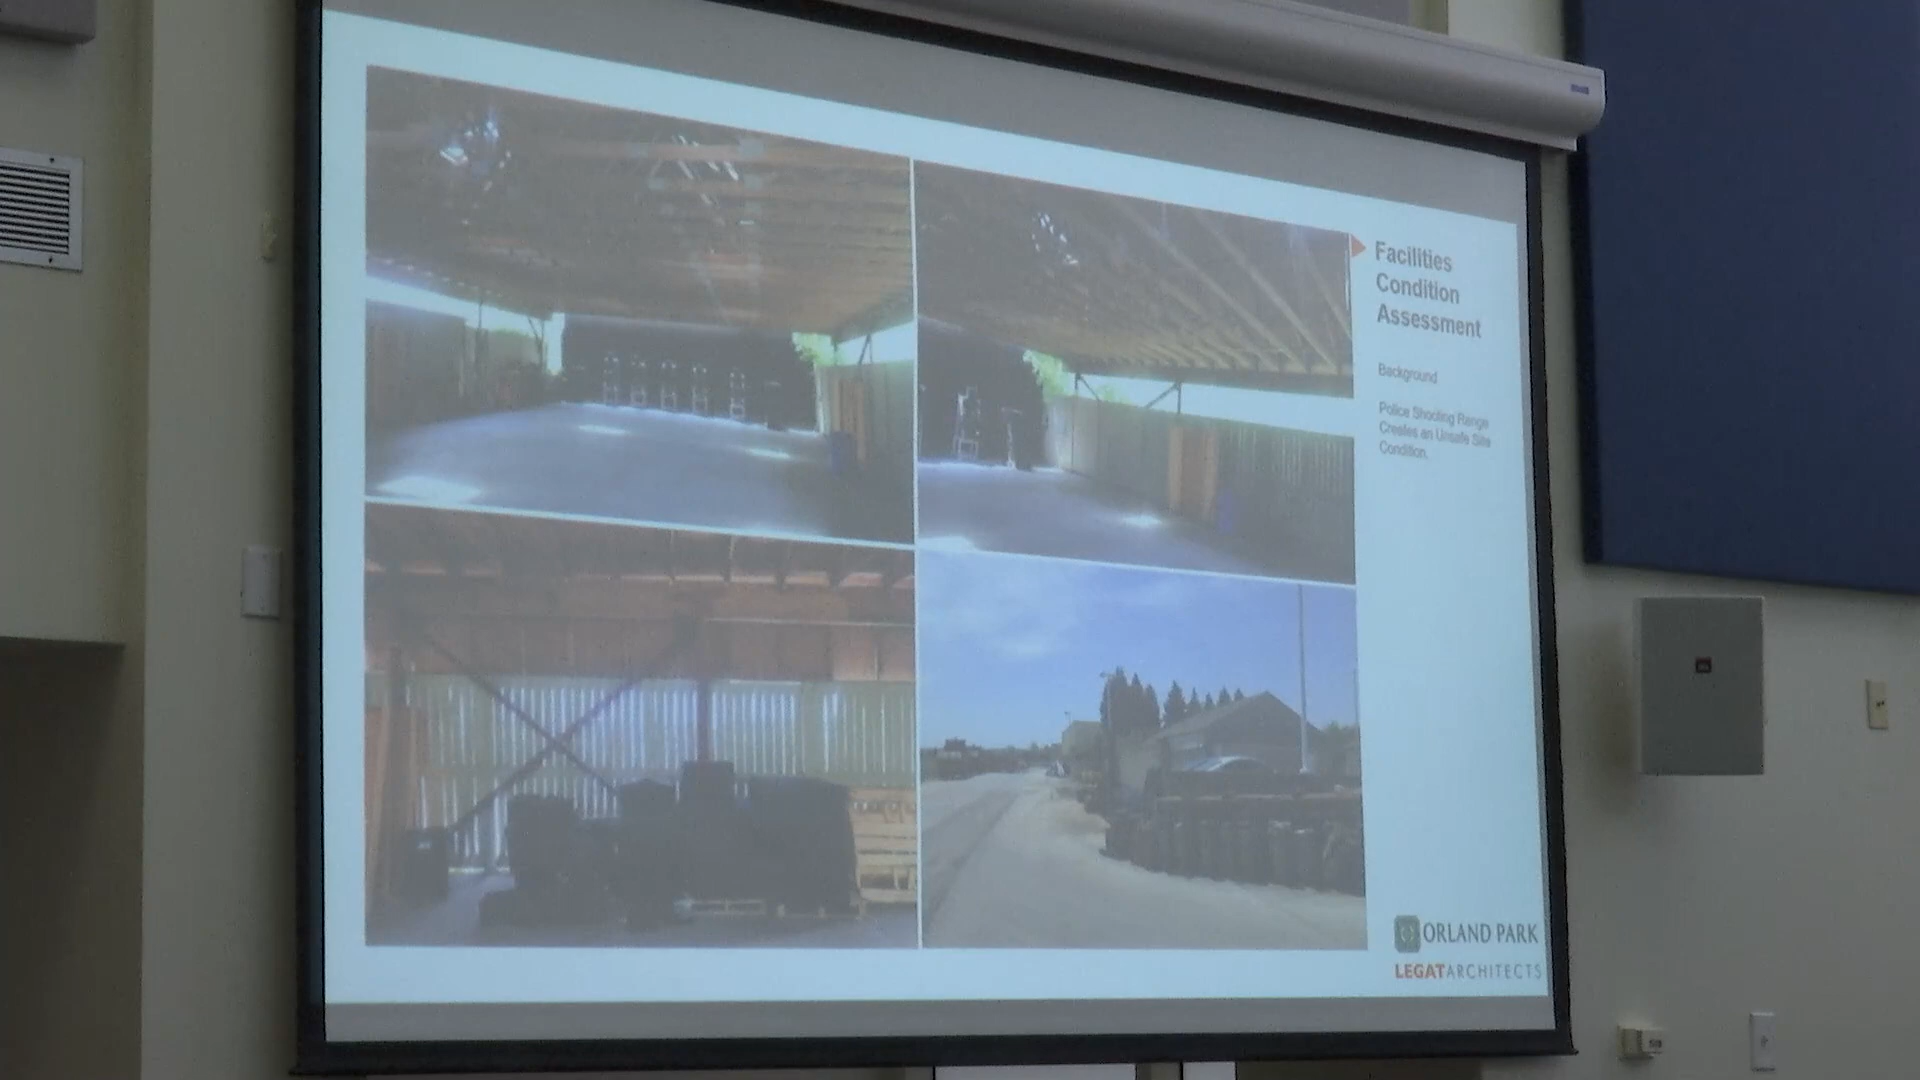 Facilities
Condition
Assessment
Background
Police Shooting Range
Creates an Unsafe Site
Condition.
ORLAND PARK
LEGATARCHITECTS